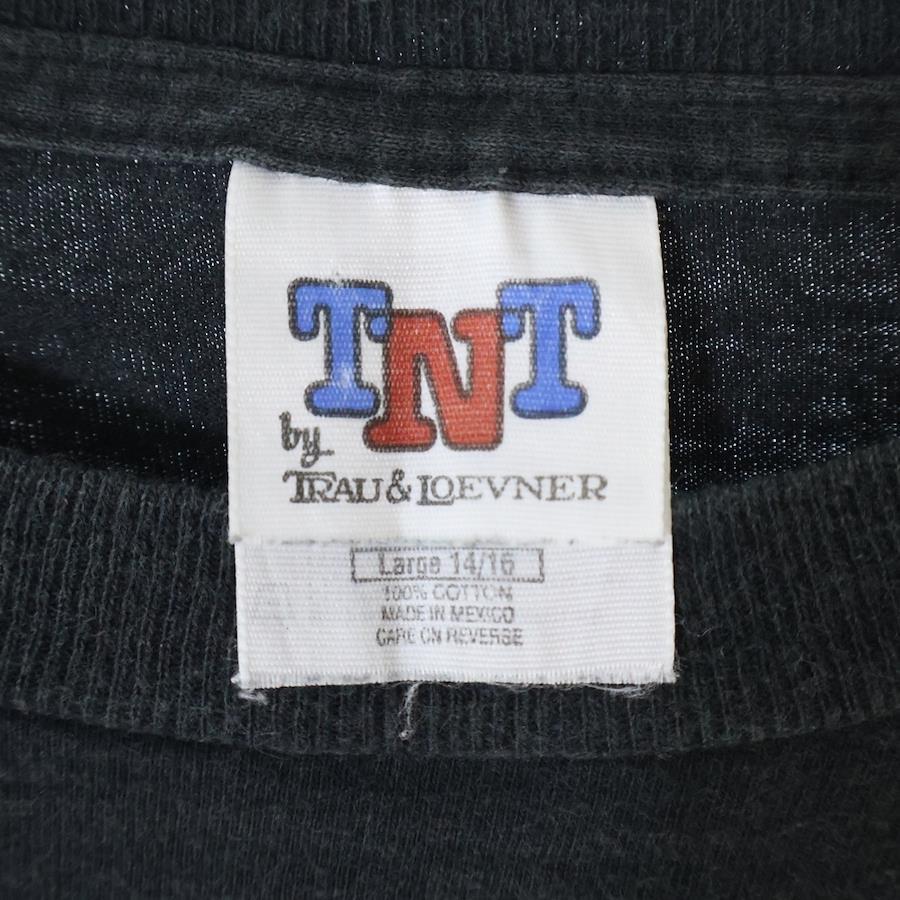 TNT
by
TRAU & LOEVNER
Large 14/16
100% COTTON
MADE IN MEXICO
CARE ON REVERSE